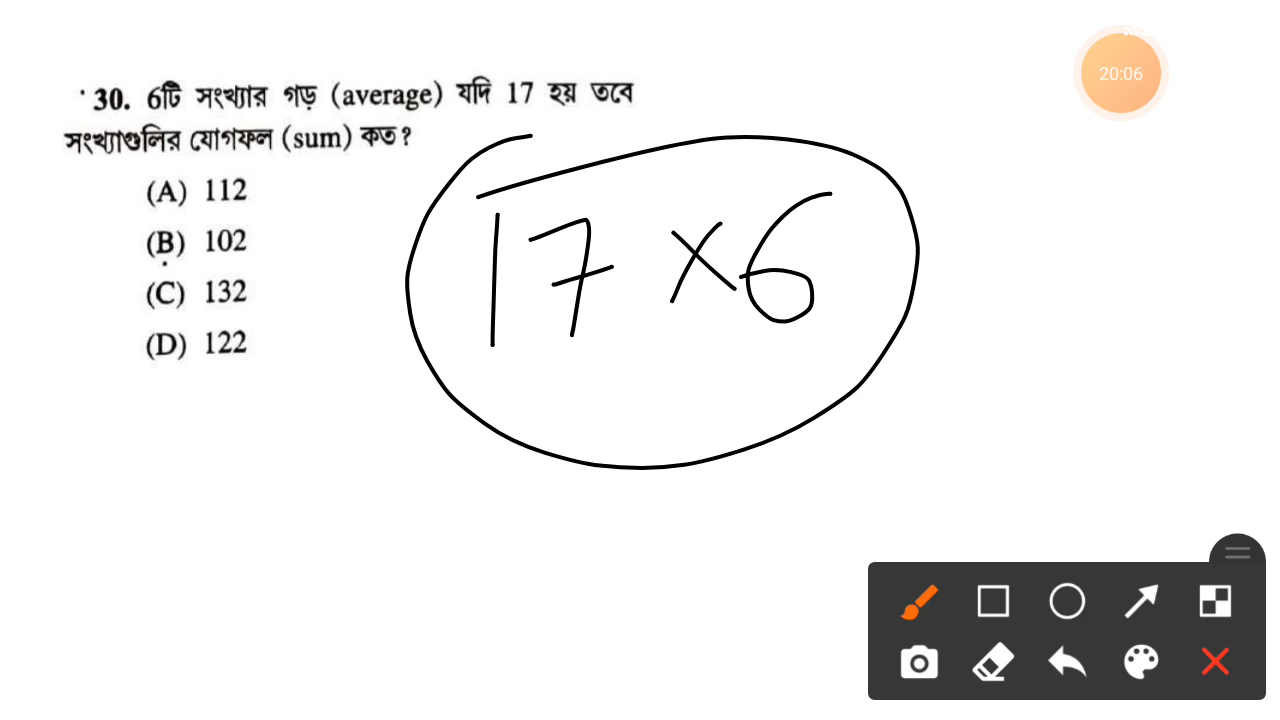 30. 6টি সংখ্যার গড় (average) যদি 17 হয় তবে
সংখ্যাগুলির যোগফল (sum) কত?
(A) 112
(B) 102
(C) 132
(D) 122
17 × 6
20:06